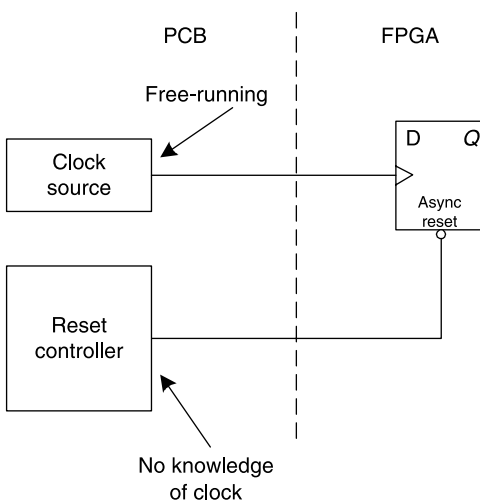 PCB
FPGA
Free-running
Clock
source
D
Q
Async
reset
Reset
controller
No knowledge
of clock